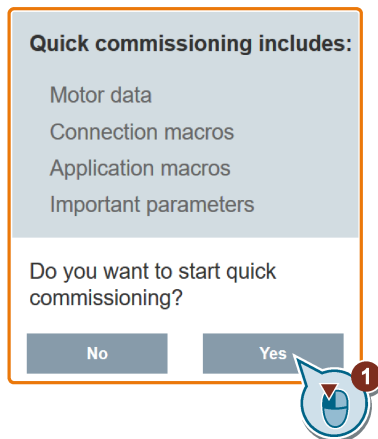 Quick commissioning includes:
Motor data
Connection macros
Application macros
Important parameters
Do you want to start quick
commissioning?
No
Yes
1